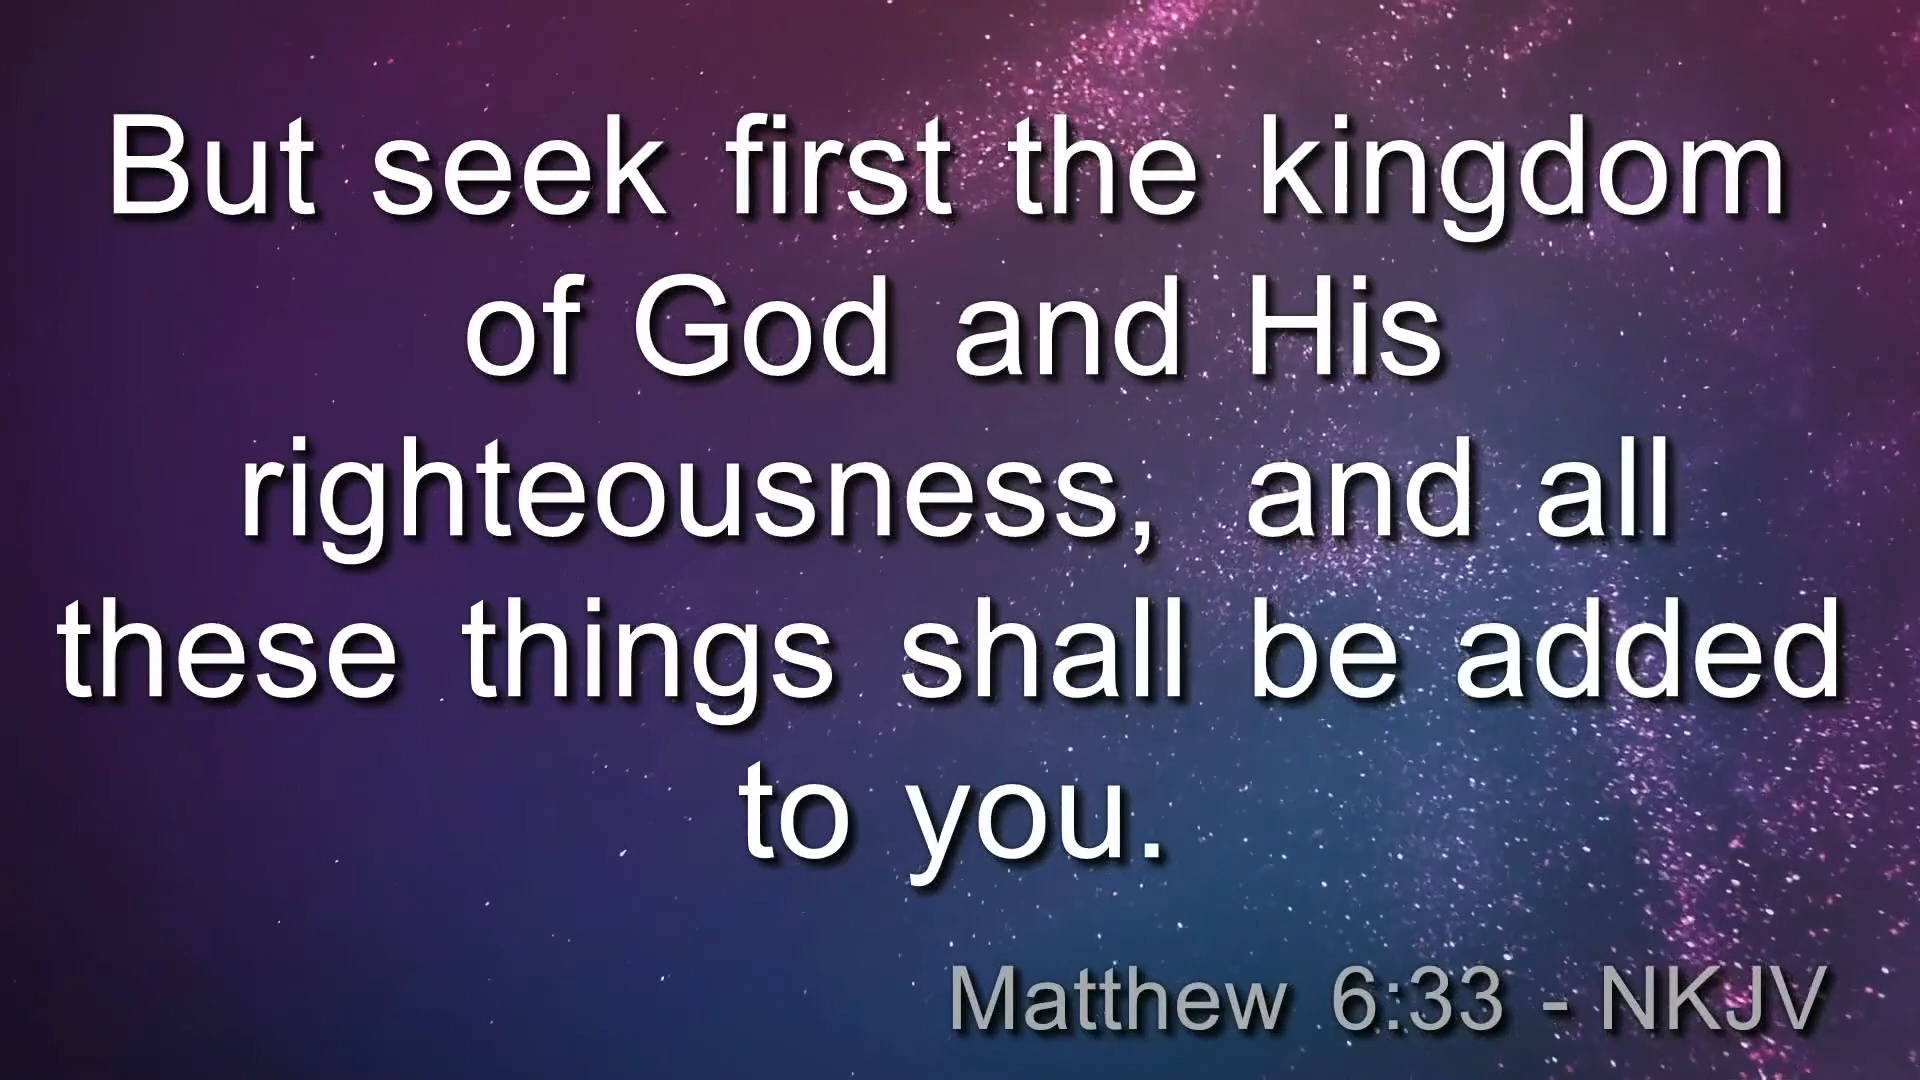 But seek first the kingdom
of God and His
righteousness, and all
these things shall be added
to you.
Matthew 6:33 - NKJV